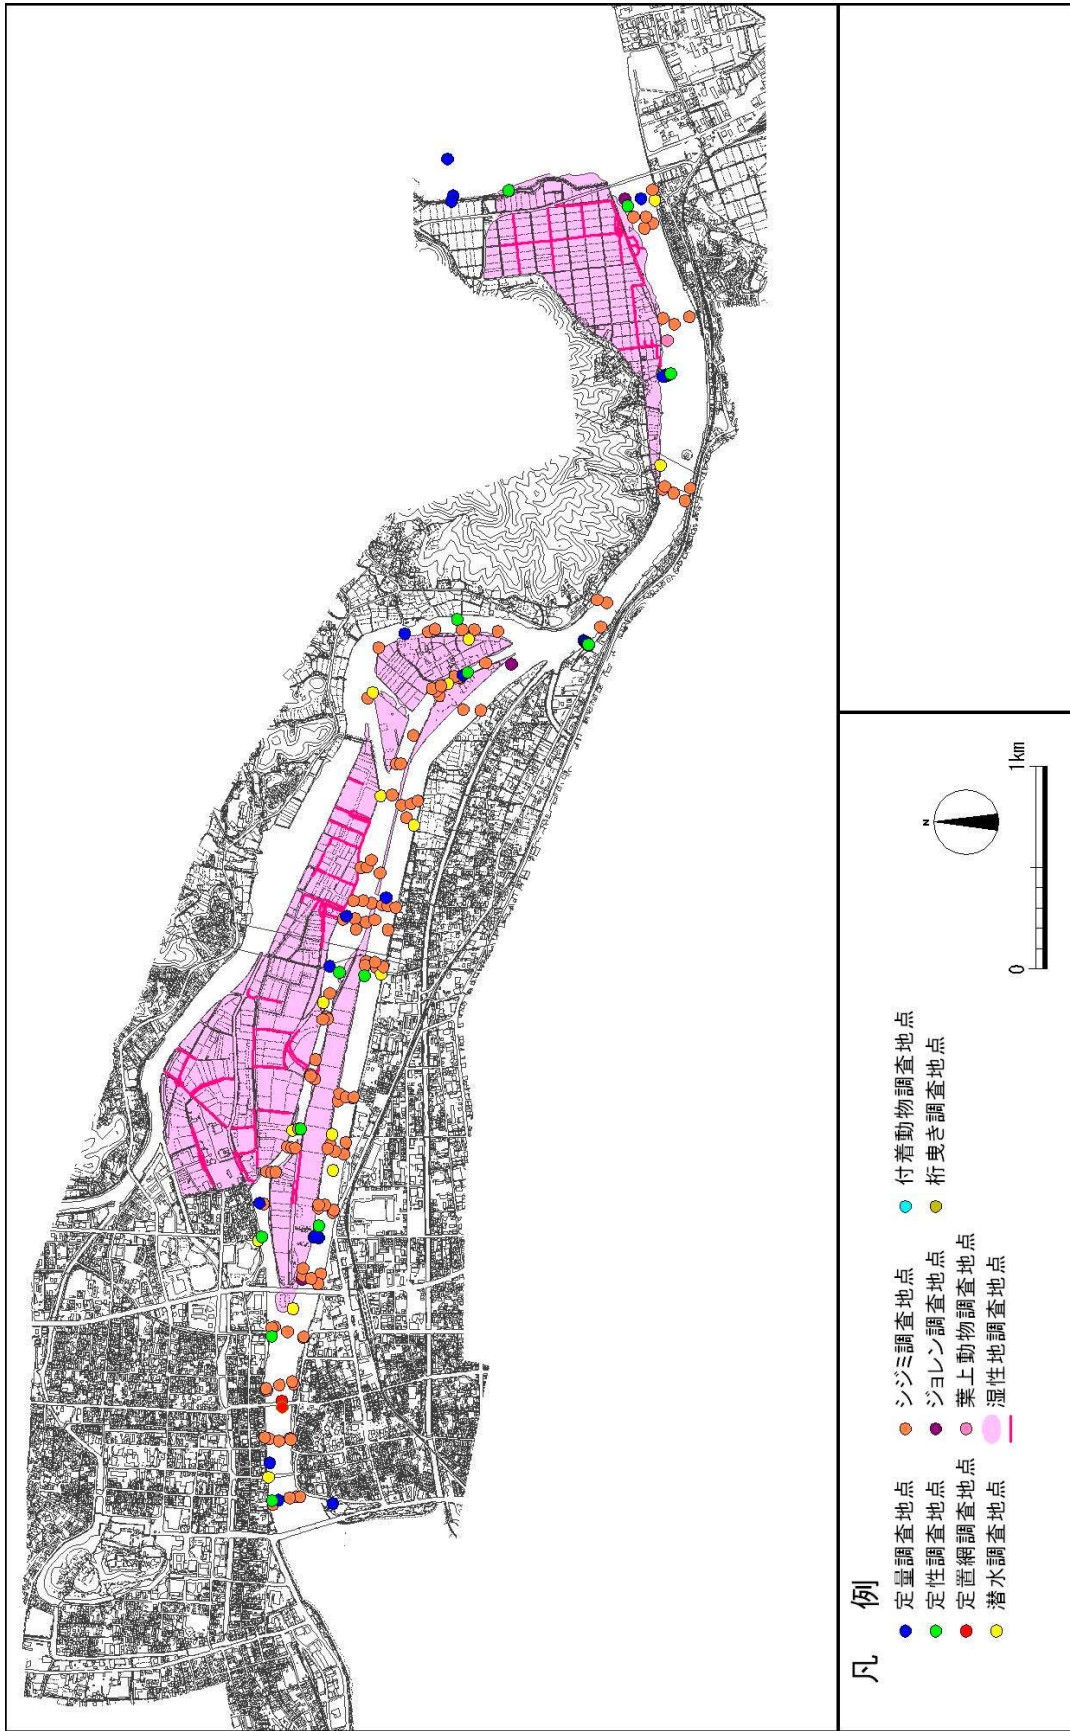 凡 例
定量調査地点
定性調査地点
定置網調査地点
潜水調査地点
シジミ調査地点
ジョレン調査地点
葉上動物調査地点
湿性地調査地点
付着動物調査地点
桁曳き調査地点
N
0 1km